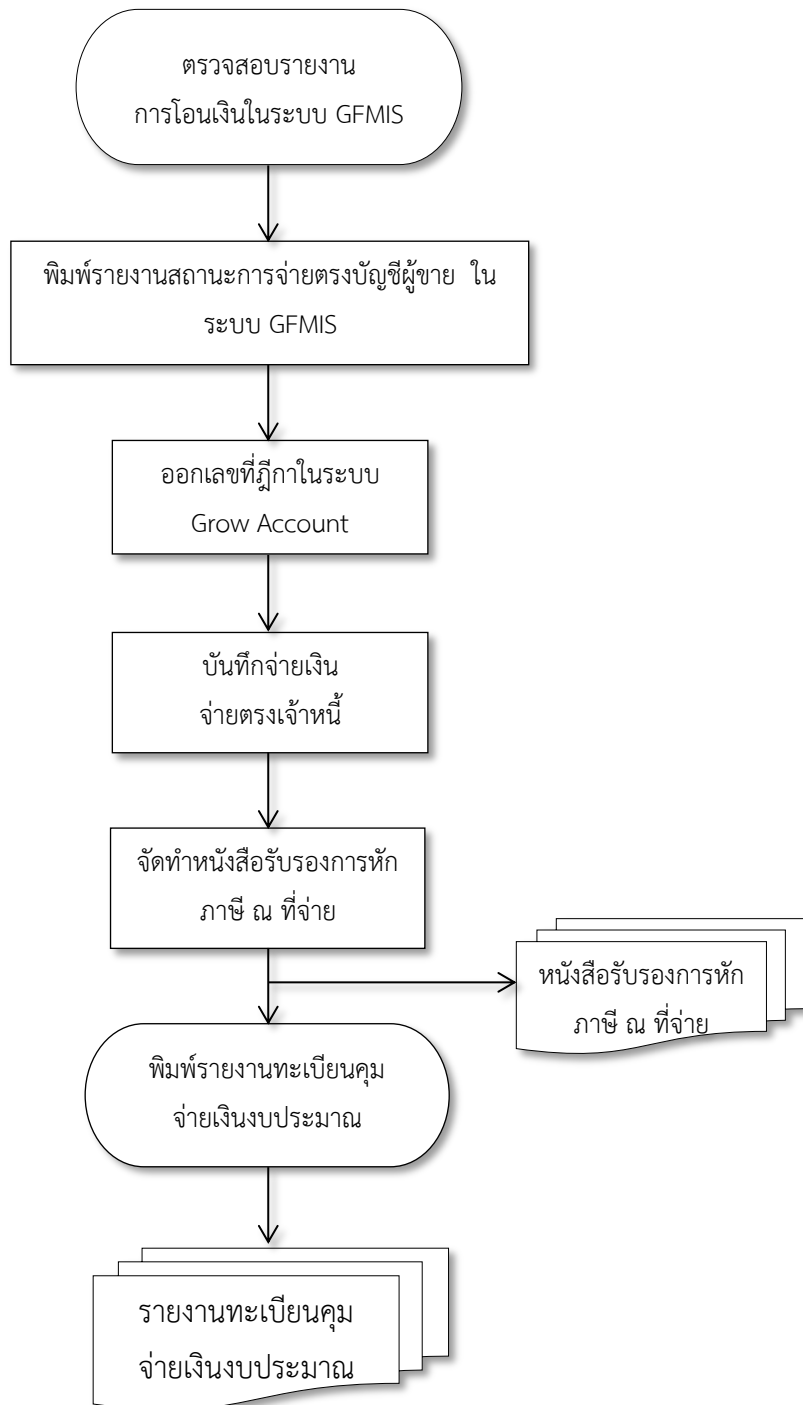 ตรวจสอบรายงาน
การโอนเงินในระบบ GFMIS
พิมพ์รายงานสถานะการจ่ายตรงบัญชีผู้ขาย ใน
ระบบ GFMIS
ออกเลขที่ฎีกาในระบบ
Grow Account
บันทึกจ่ายเงิน
จ่ายตรงเจ้าหนี้
จัดทำหนังสือรับรองการหัก
ภาษี ณ ที่จ่าย
หนังสือรับรองการหัก
ภาษี ณ ที่จ่าย
พิมพ์รายงานทะเบียนคุม
จ่ายเงินงบประมาณ
รายงานทะเบียนคุม
จ่ายเงินงบประมาณ